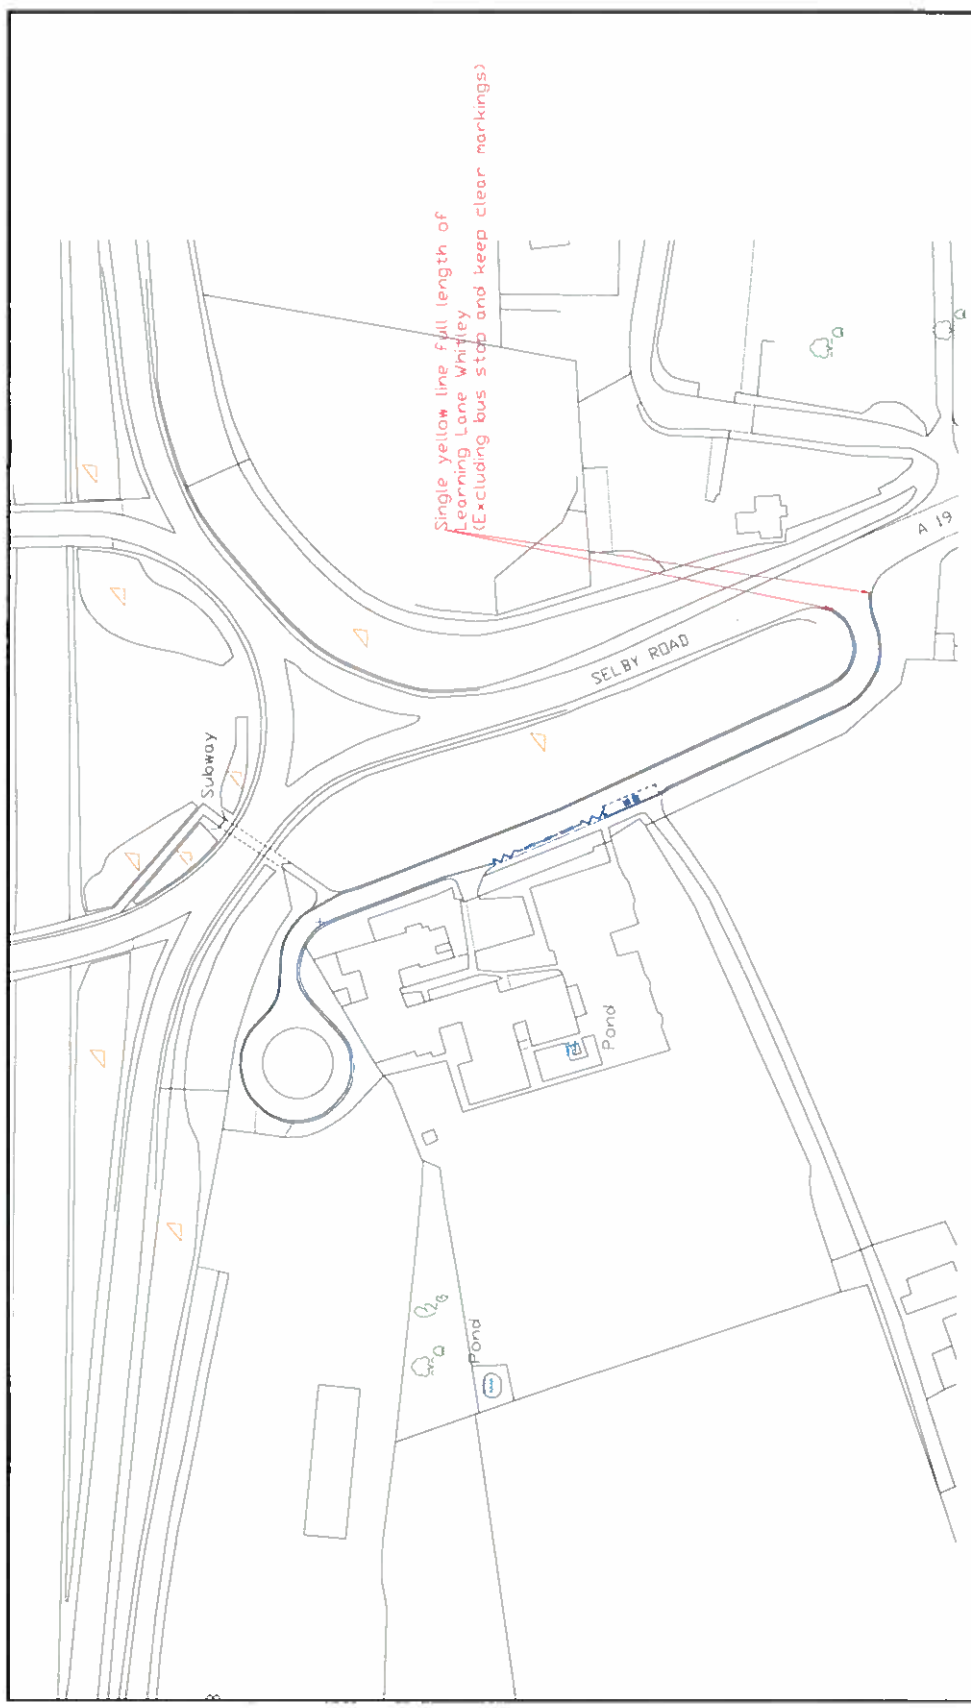 Single yellow line full length of
Learning Lane Whitley
(Excluding bus stop and keep clear markings)
Subway
SELBY ROAD
A 19
Pond
Pond